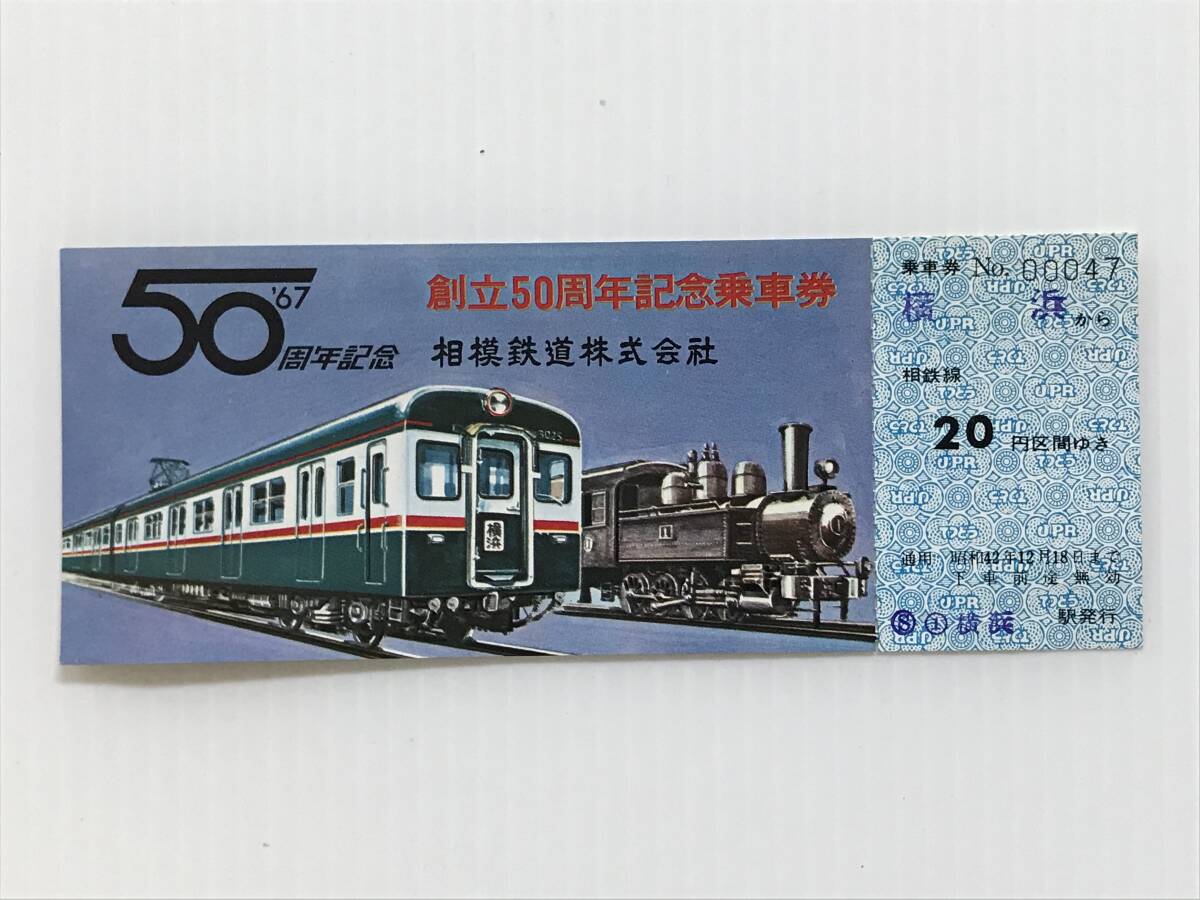 50
'67
周年記念
創立50周年記念乗車券
相模鉄道株式会社
3025
横浜
1
乗車券 No. 00047
横浜から
相鉄線
20 円区間ゆき
通用 昭和42年12月18日まで
下車前途無効
Ⓢ ① 横浜 駅発行